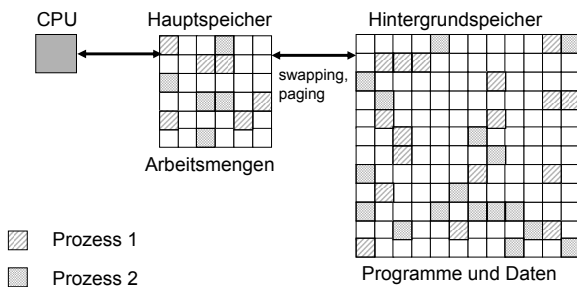 CPU
Hauptspeicher
Hintergrundspeicher
swapping,
paging
Arbeitsmengen
Prozess 1
Prozess 2
Programme und Daten